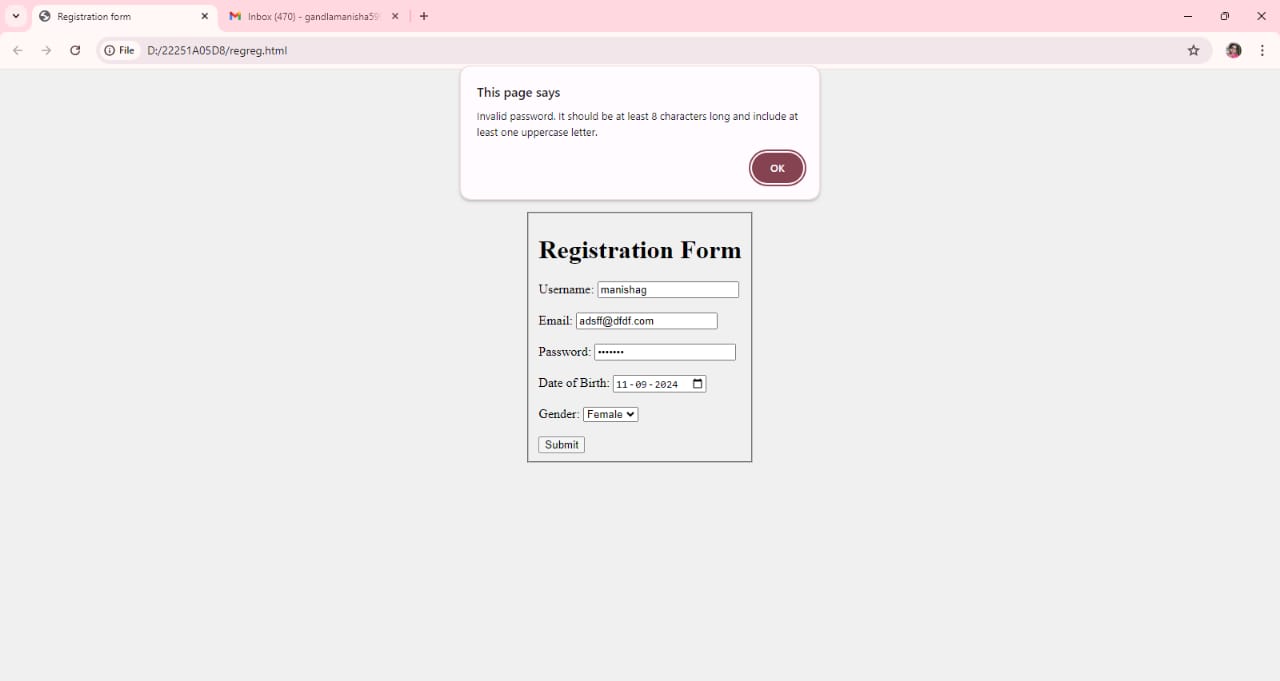 Registration form
Inbox (470) - gandlamanisha59
File D:/22251A05D8/regreg.html
This page says
Invalid password. It should be at least 8 characters long and include at
least one uppercase letter.
OK
Registration Form
Username: manishag
Email: adsff@dfdf.com
Password: •••••••
Date of Birth: 11-09-2024
Gender: Female
Submit